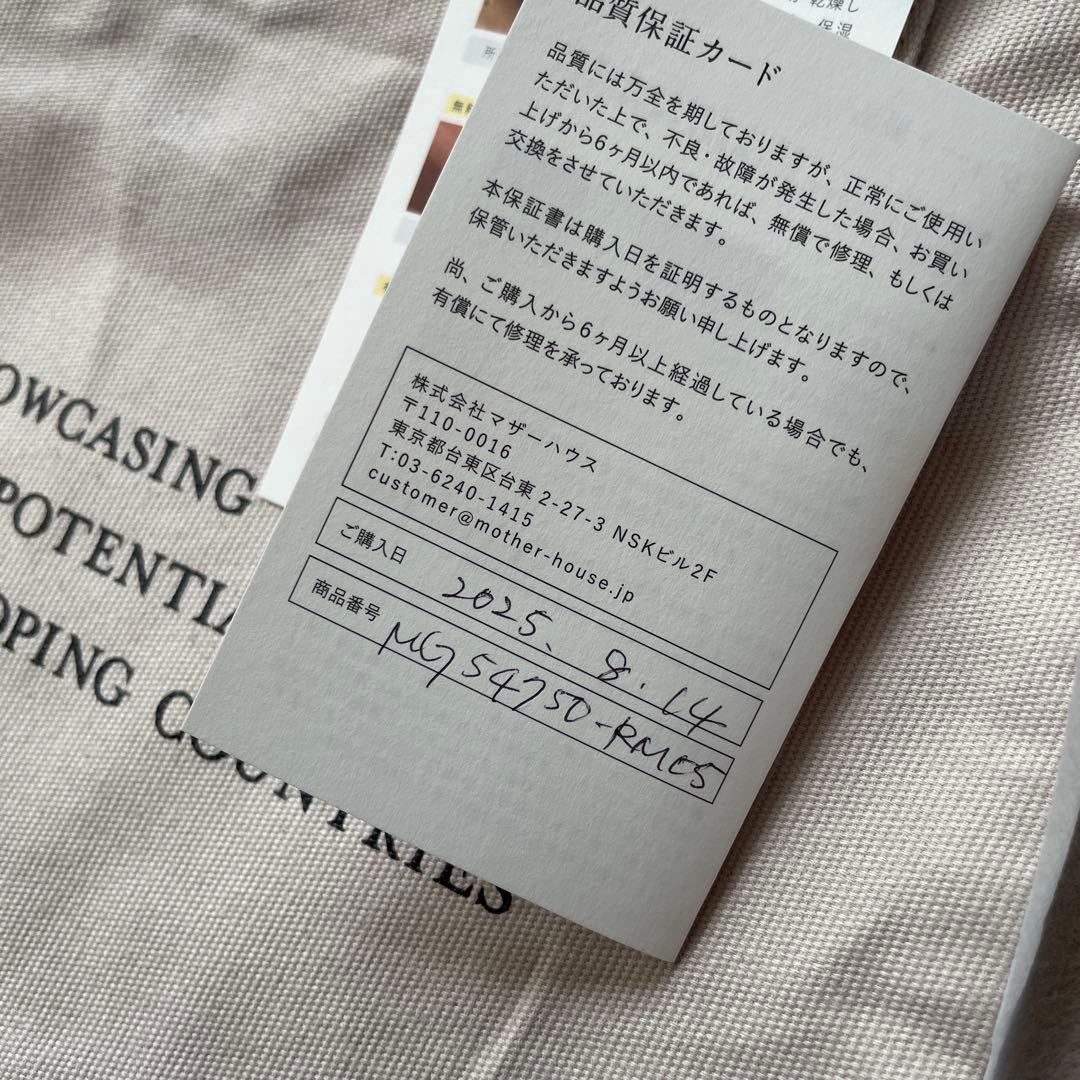 乾燥し
保湿
品質保証カード
品質には万全を期しておりますが、正常にご使用い
ただいた上で、不良・故障が発生した場合、お買い
上げから6ヶ月以内であれば、無償で修理、もしくは
交換をさせていただきます。
本保証書は購入日を証明するものとなりますので、
保管いただきますようお願い申し上げます。
尚、ご購入から6ヶ月以上経過している場合でも、
有償にて修理を承っております。
株式会社マザーハウス
〒110-0016
東京都台東区台東 2-27-3 NSKビル2F
T:03-6240-1415
customer@mother-house.jp
ご購入日 2025. 8. 14
商品番号 MG54750-RMC5
OWCASING
POTENTIA
OPING COUNTRIES